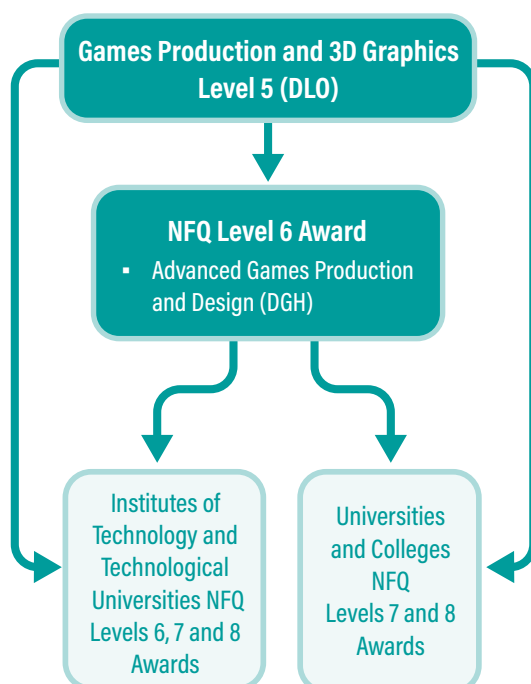 Games Production and 3D Graphics
Level 5 (DLO)
NFQ Level 6 Award
▪ Advanced Games Production
and Design (DGH)
Institutes of
Technology and
Technological
Universities NFQ
Levels 6, 7 and 8
Awards
Universities
and Colleges
NFQ
Levels 7 and 8
Awards